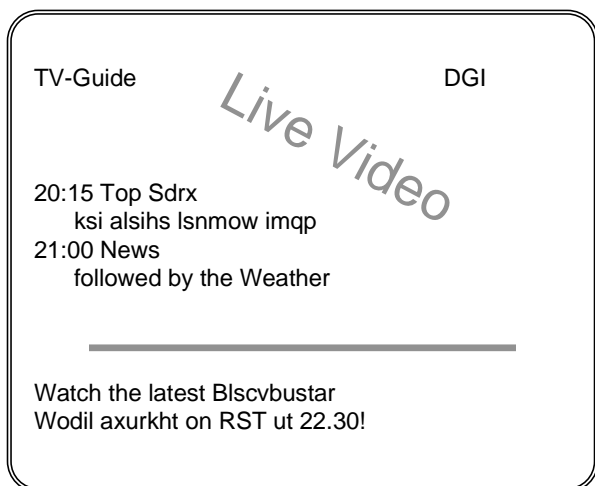 TV-Guide DGI
Live Video
20:15 Top Sdrx
ksi alsihs lsnmow imqp
21:00 News
followed by the Weather
Watch the latest Blscvbustar
Wodil axurkht on RST ut 22.30!